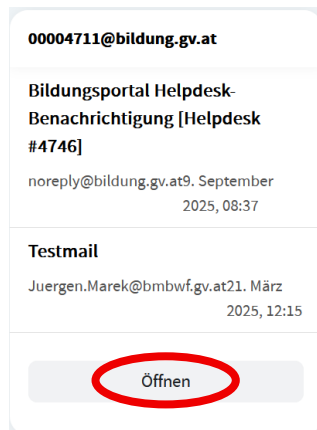 00004711@bildung.gv.at
Bildungsportal Helpdesk-
Benachrichtigung [Helpdesk
#4746]
noreply@bildung.gv.at9. September
2025, 08:37
Testmail
Juergen.Marek@bmbwf.gv.at21. März
2025, 12:15
Öffnen